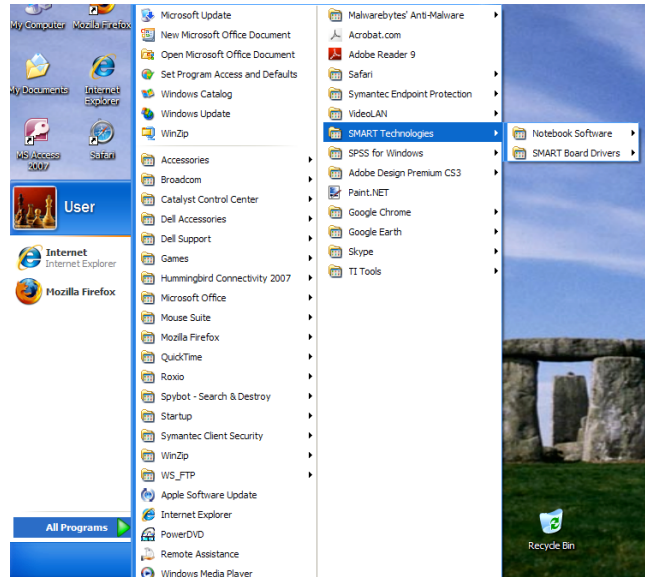 My Computer
Mozilla Firefox
My Documents
Internet
Explorer
MS Access
2007
Safari
User
Internet
Internet Explorer
Mozilla Firefox
All Programs
Microsoft Update
New Microsoft Office Document
Open Microsoft Office Document
Set Program Access and Defaults
Windows Catalog
Windows Update
WinZip
Accessories
Broadcom
Catalyst Control Center
Dell Accessories
Dell Support
Games
Hummingbird Connectivity 2007
Microsoft Office
Mouse Suite
Mozilla Firefox
QuickTime
Roxio
Spybot - Search & Destroy
Startup
Symantec Client Security
WinZip
WS_FTP
Apple Software Update
Internet Explorer
PowerDVD
Remote Assistance
Windows Media Player
Malwarebytes' Anti-Malware
Acrobat.com
Adobe Reader 9
Safari
Symantec Endpoint Protection
VideoLAN
SMART Technologies
SPSS for Windows
Adobe Design Premium CS3
Paint.NET
Google Chrome
Google Earth
Skype
TI Tools
Notebook Software
SMART Board Drivers
Recycle Bin